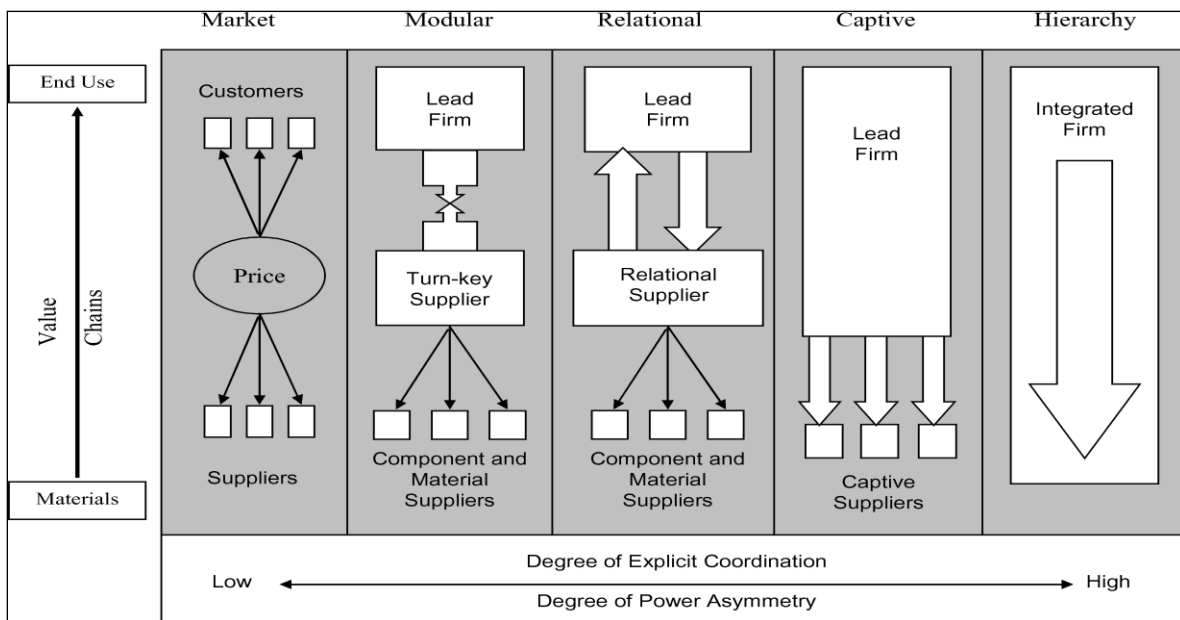 Market
Modular
Relational
Captive
Hierarchy
End Use
Value
Chains
Materials
Customers
Price
Suppliers
Lead
Firm
Turn-key
Supplier
Component and
Material
Suppliers
Lead
Firm
Relational
Supplier
Component and
Material
Suppliers
Lead
Firm
Captive
Suppliers
Integrated
Firm
Degree of Explicit Coordination
Low
High
Degree of Power Asymmetry